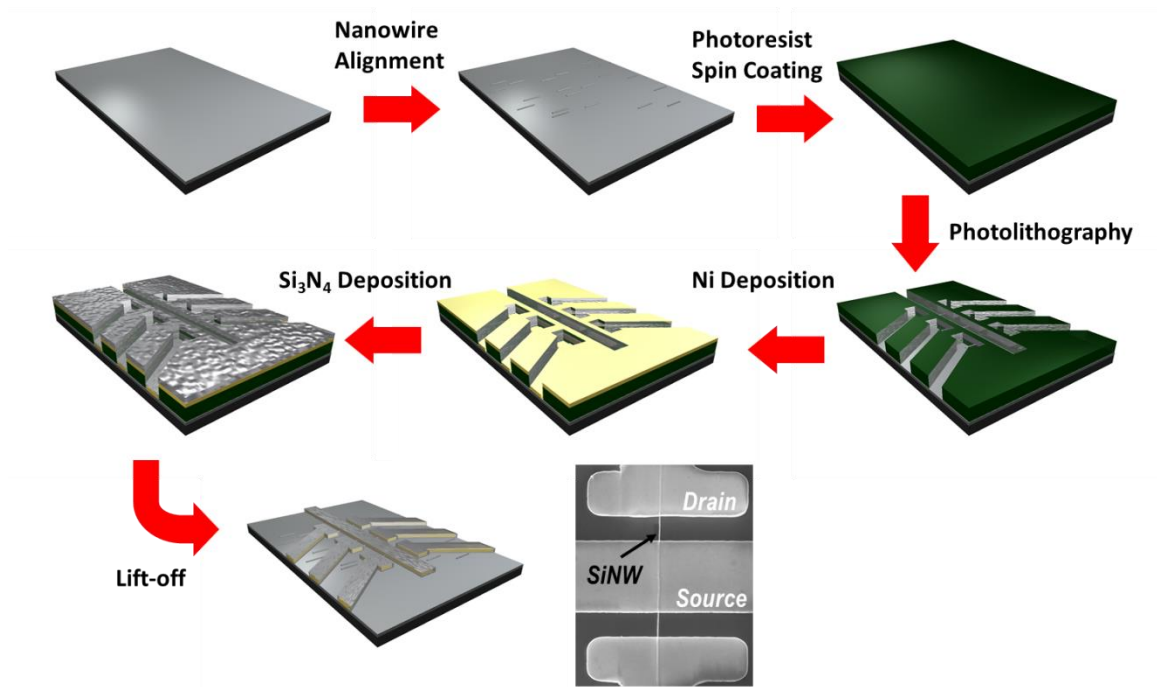 Nanowire
Alignment
Photoresist
Spin Coating
Photolithography
Ni Deposition
Si₃N₄ Deposition
Lift-off
Drain
SiNW
Source